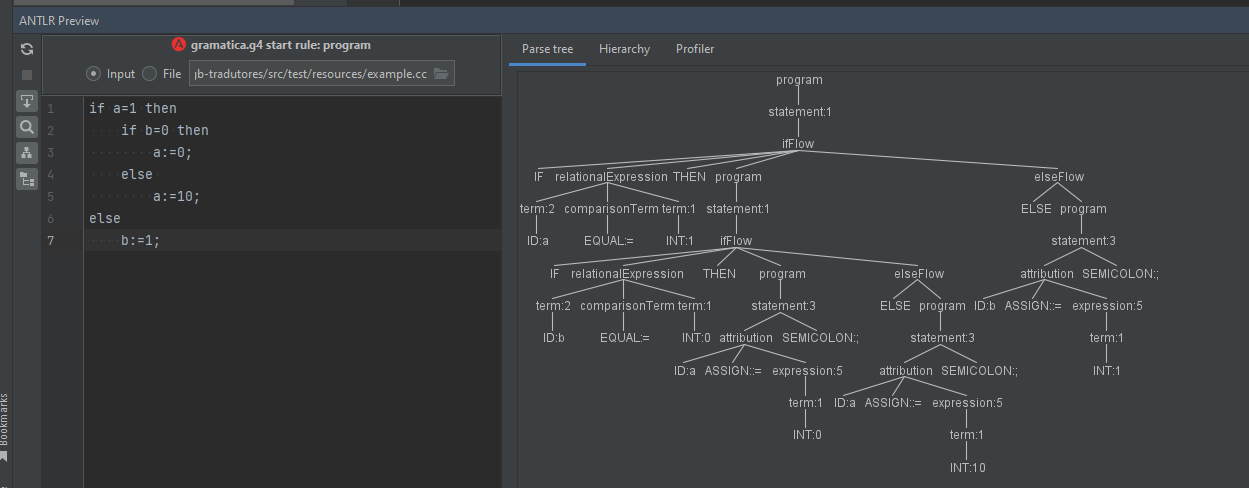 ANTLR Preview
gramatica.g4 start rule: program
Input File ɿb-tradutores/src/test/resources/example.cc
1 if a=1 then
2 if b=0 then
3 a:=0;
4 else
5 a:=10;
6 else
7 b:=1;
Bookmarks
Parse tree Hierarchy Profiler
program
statement:1
ifFlow
IF relationalExpression THEN program elseFlow
term:2 comparisonTerm term:1 statement:1 ELSE program
ID:a EQUAL:= INT:1 ifFlow statement:3
IF relationalExpression THEN program elseFlow attribution SEMICOLON:;
term:2 comparisonTerm term:1 statement:3 ELSE program ID:b ASSIGN::= expression:5
ID:b EQUAL:= INT:0 attribution SEMICOLON:; statement:3 term:1
ID:a ASSIGN::= expression:5 attribution SEMICOLON:; INT:1
term:1 ID:a ASSIGN::= expression:5
INT:0 term:1
INT:10